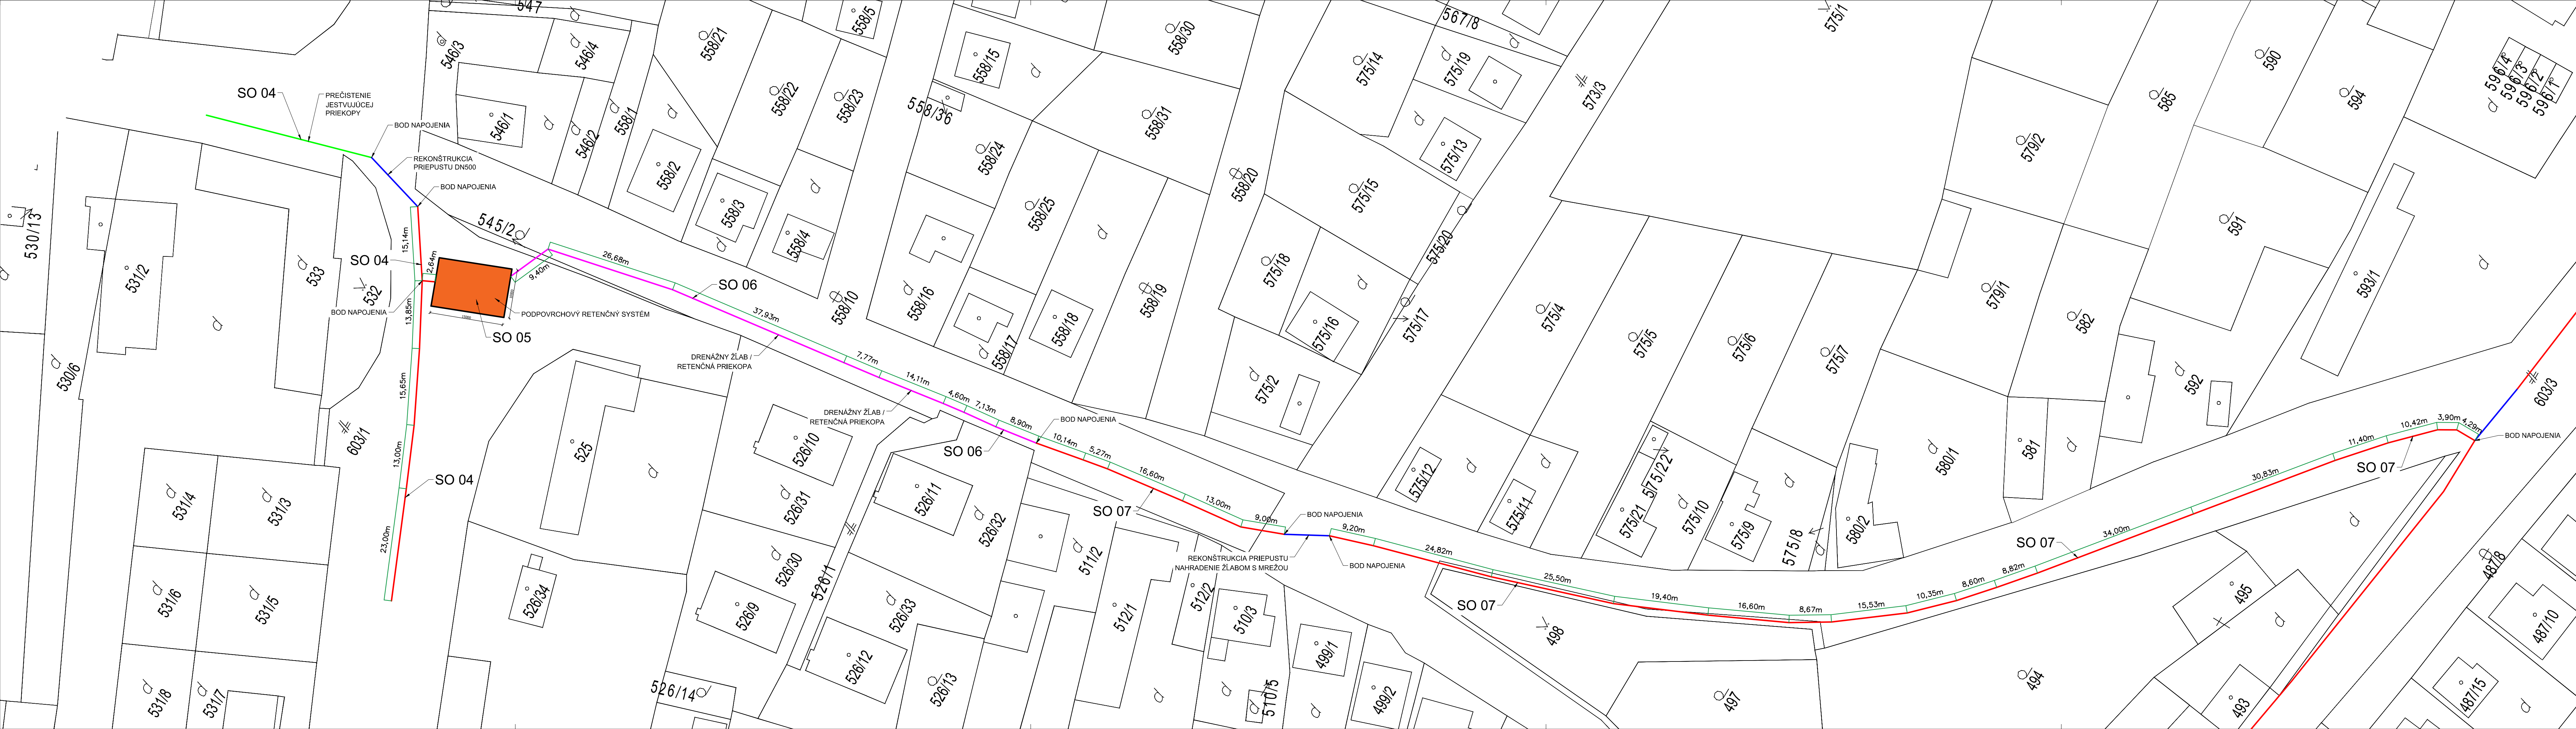 547
546/3
546/4
558/21
558/5
558/15
558/30
567/8
575/14
575/19
573/3
575/1
590
596/4
596/3
596/2
596/1
585
594
SO 04
PREČISTENIE
JESTVUJÚCEJ
PRIEKOPY
BOD NAPOJENIA
REKONŠTRUKCIA
PRIEPUSTU DN500
BOD NAPOJENIA
546/1
546/2
558/1
558/22
558/23
558/36
558/31
575/13
579/2
558/2
558/3
558/4
558/24
558/25
558/20
575/15
575/20
591
530/13
531/2
533
532
545/2
15,14m
SO 04
2,64m
9,40m
26,68m
SO 06
BOD NAPOJENIA
13,85m
PODPOVRCHOVÝ RETENČNÝ SYSTÉM
SO 05
37,93m
558/10
558/16
558/17
558/18
558/19
575/18
575/16
575/17
575/4
575/5
575/6
575/7
579/1
582
593/1
592
603/3
530/6
15,65m
DRENÁŽNY ŽĽAB /
RETENČNÁ PRIEKOPA
7,77m
14,11m
4,60m
7,13m
8,90m
BOD NAPOJENIA
575/2
603/1
525
526/10
DRENÁŽNY ŽĽAB /
RETENČNÁ PRIEKOPA
SO 06
10,14m
5,27m
16,60m
13,00m
9,00m
BOD NAPOJENIA
9,20m
24,82m
25,50m
19,40m
16,60m
8,67m
15,53m
10,35m
8,60m
8,82m
34,00m
30,83m
11,40m
10,42m
3,90m
4,29m
BOD NAPOJENIA
SO 07
13,00m
SO 04
23,00m
531/4
531/3
531/6
531/5
531/8
531/7
526/34
526/31
526/30
526/11
526/32
526/1
526/9
526/33
526/12
526/13
526/14
SO 07
511/2
512/1
512/2
REKONŠTRUKCIA PRIEPUSTU
NAHRADENIE ŽĽABOM S MREŽOU
BOD NAPOJENIA
510/3
510/5
499/1
499/2
SO 07
498
497
575/12
575/11
575/21
575/22
575/10
575/9
575/8
580/2
580/1
581
SO 07
494
495
493
487/8
487/10
487/15